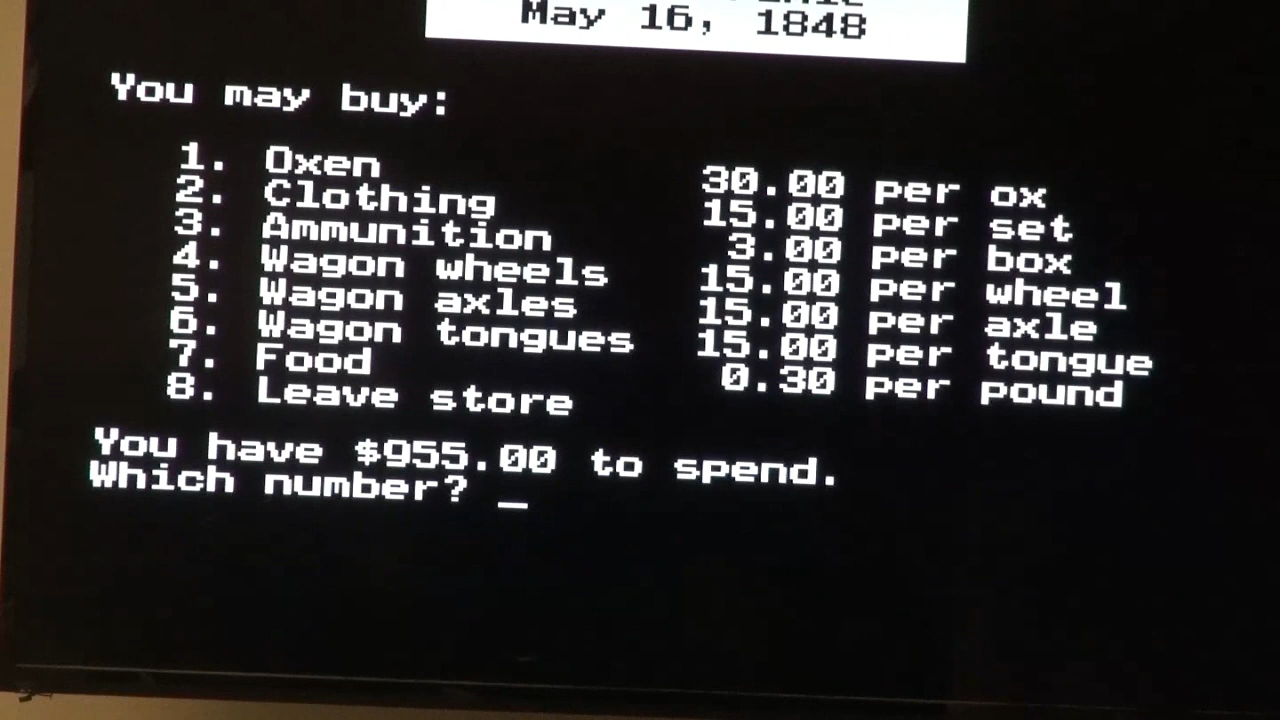 May 16, 1848
You may buy:
1. Oxen 30.00 per ox
2. Clothing 15.00 per set
3. Ammunition 3.00 per box
4. Wagon wheels 15.00 per wheel
5. Wagon axles 15.00 per axle
6. Wagon tongues 15.00 per tongue
7. Food 0.30 per pound
8. Leave store
You have $955.00 to spend.
Which number? _